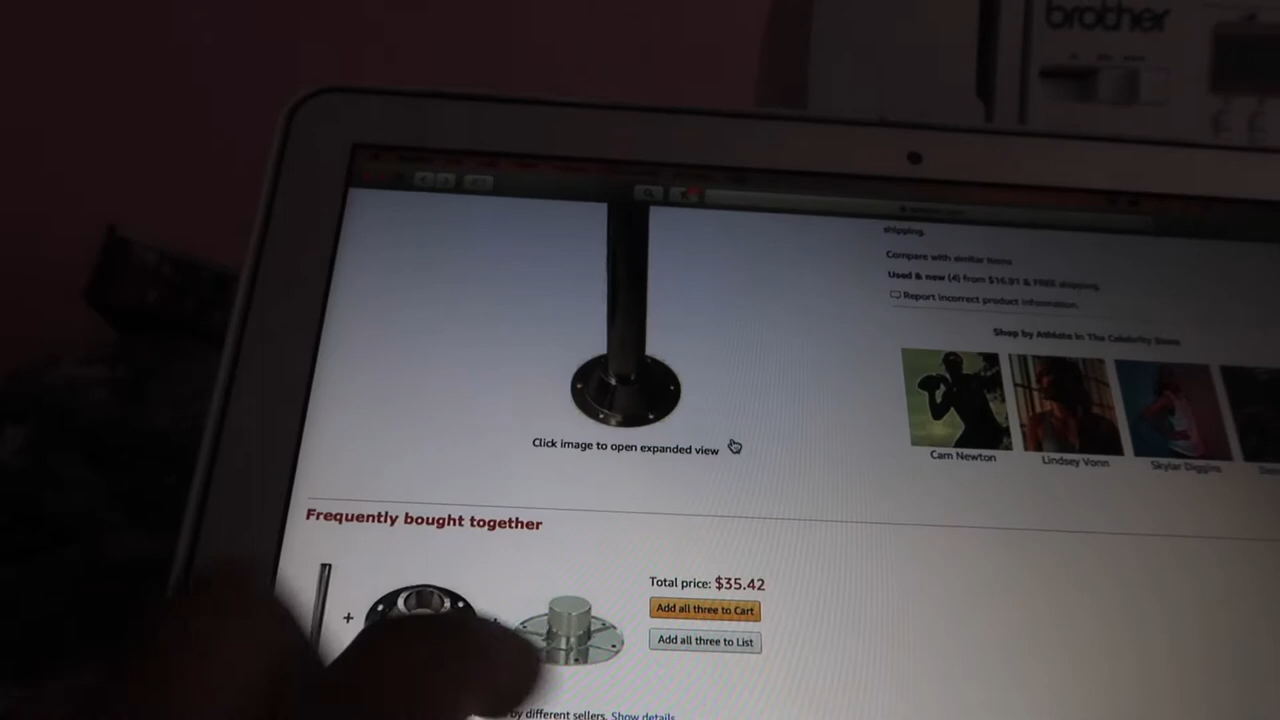 brother
shipping.
Compare with similar items
Used & new (4) from $16.91 & FREE shipping.
Report incorrect product information.
Shop by Athlete in The Celebrity Store
Click image to open expanded view
Cam Newton
Lindsey Vonn
Skylar Diggins
Frequently bought together
Total price: $35.42
+
Add all three to Cart
Add all three to List
by different sellers. Show details